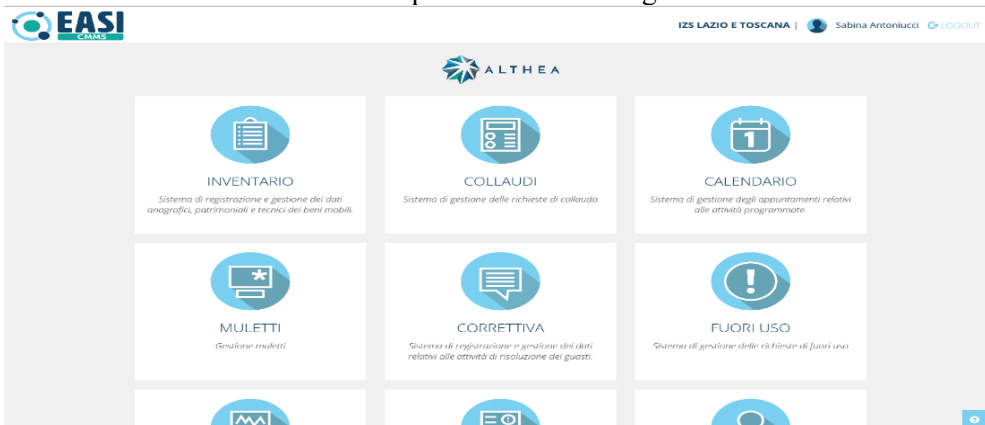 EASI
CMMS
IZS LAZIO E TOSCANA |
Sabina Antoniucci
LOGOUT
ALTHEA
INVENTARIO
Sistema di registrazione e gestione dei dati
anagrafici, patrimoniali e tecnici dei beni mobili.
COLLAUDI
Sistema di gestione delle richieste di collaudo
1
CALENDARIO
Sistema di gestione degli appuntamenti relativi
alle attività programmate.
MULETTI
Gestione muletti
CORRETTIVA
Sistema di registrazione e gestione dei dati
relativi alle attività di risoluzione dei guasti.
FUORI USO
Sistema di gestione delle richieste di fuori uso